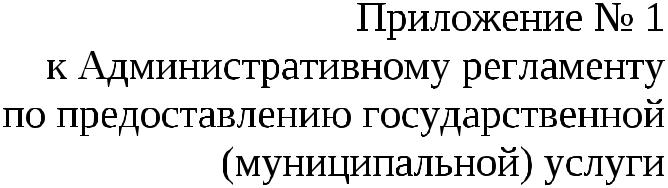 Приложение № 1
к Административному регламенту
по предоставлению государственной
(муниципальной) услуги